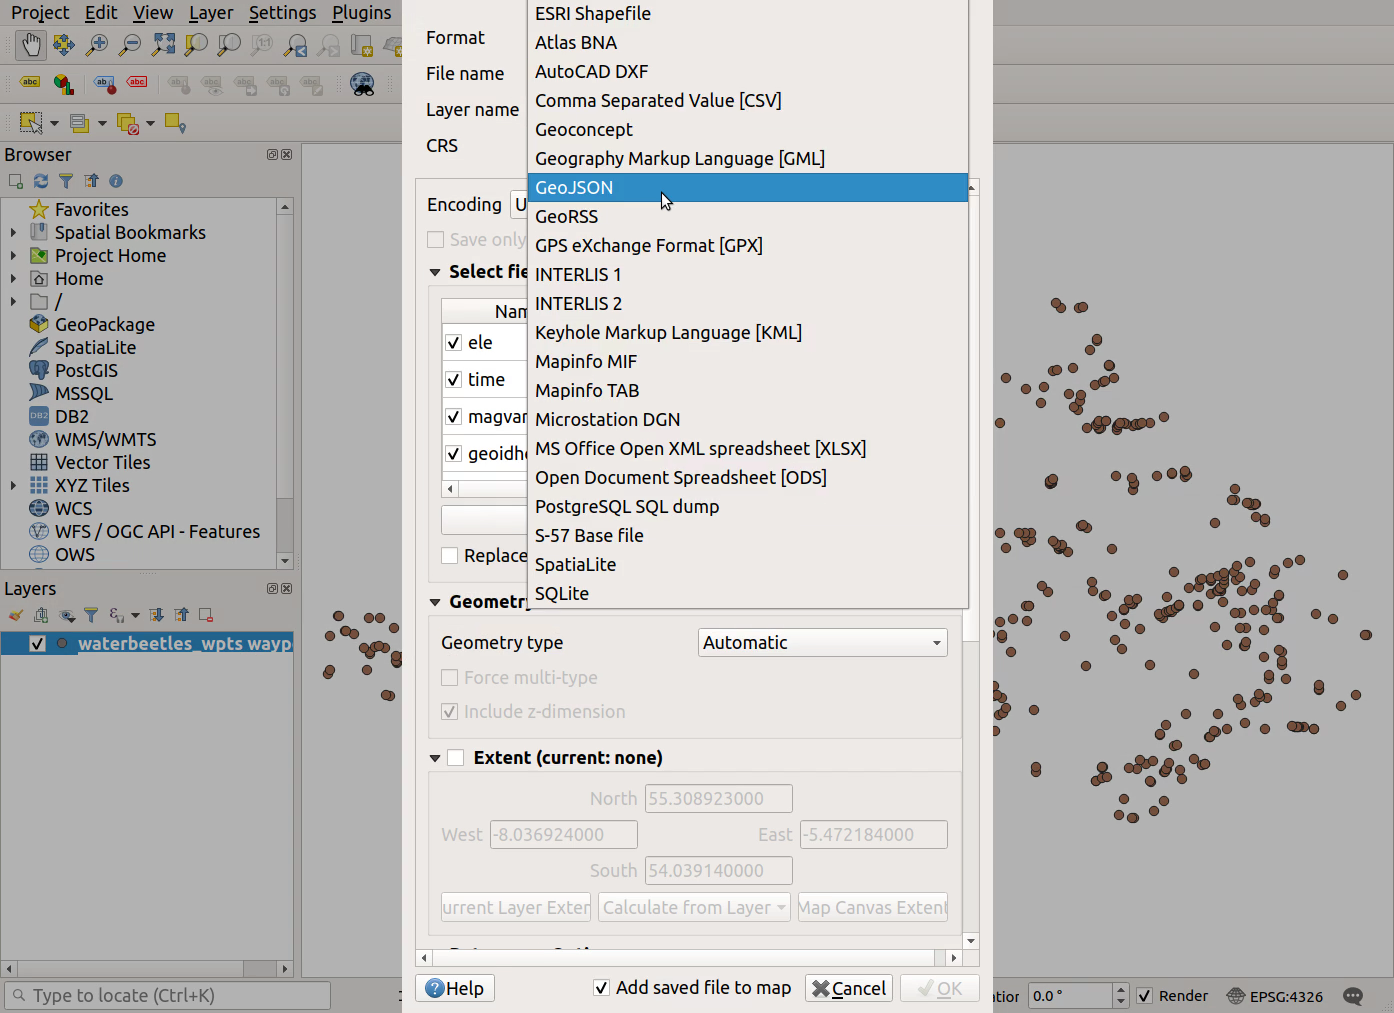 Project Edit View Layer Settings Plugins
Browser
Favorites
Spatial Bookmarks
Project Home
Home
/
GeoPackage
SpatiaLite
PostGIS
MSSQL
DB2
DB2
WMS/WMTS
Vector Tiles
XYZ Tiles
WCS
WFS / OGC API - Features
OWS
Layers
waterbeetles_wpts wayp
Type to locate (Ctrl+K)
Format
File name
Layer name
CRS
ESRI Shapefile
Atlas BNA
AutoCAD DXF
Comma Separated Value [CSV]
Geoconcept
Geography Markup Language [GML]
GeoJSON
GeoRSS
GPS eXchange Format [GPX]
INTERLIS 1
INTERLIS 2
Keyhole Markup Language [KML]
Mapinfo MIF
Mapinfo TAB
Microstation DGN
MS Office Open XML spreadsheet [XLSX]
Open Document Spreadsheet [ODS]
PostgreSQL SQL dump
S-57 Base file
SpatiaLite
SQLite
Encoding U
Save only
Select fie
Nam
ele
time
magvar
geoidhe
Replace
Geometry
Geometry type Automatic
Force multi-type
Include z-dimension
Extent (current: none)
North 55.308923000
West -8.036924000 East -5.472184000
South 54.039140000
urrent Layer Exten Calculate from Layer Map Canvas Extent
Help Add saved file to map Cancel OK
0.0 ° Render EPSG:4326
abc
abc
abc
abc